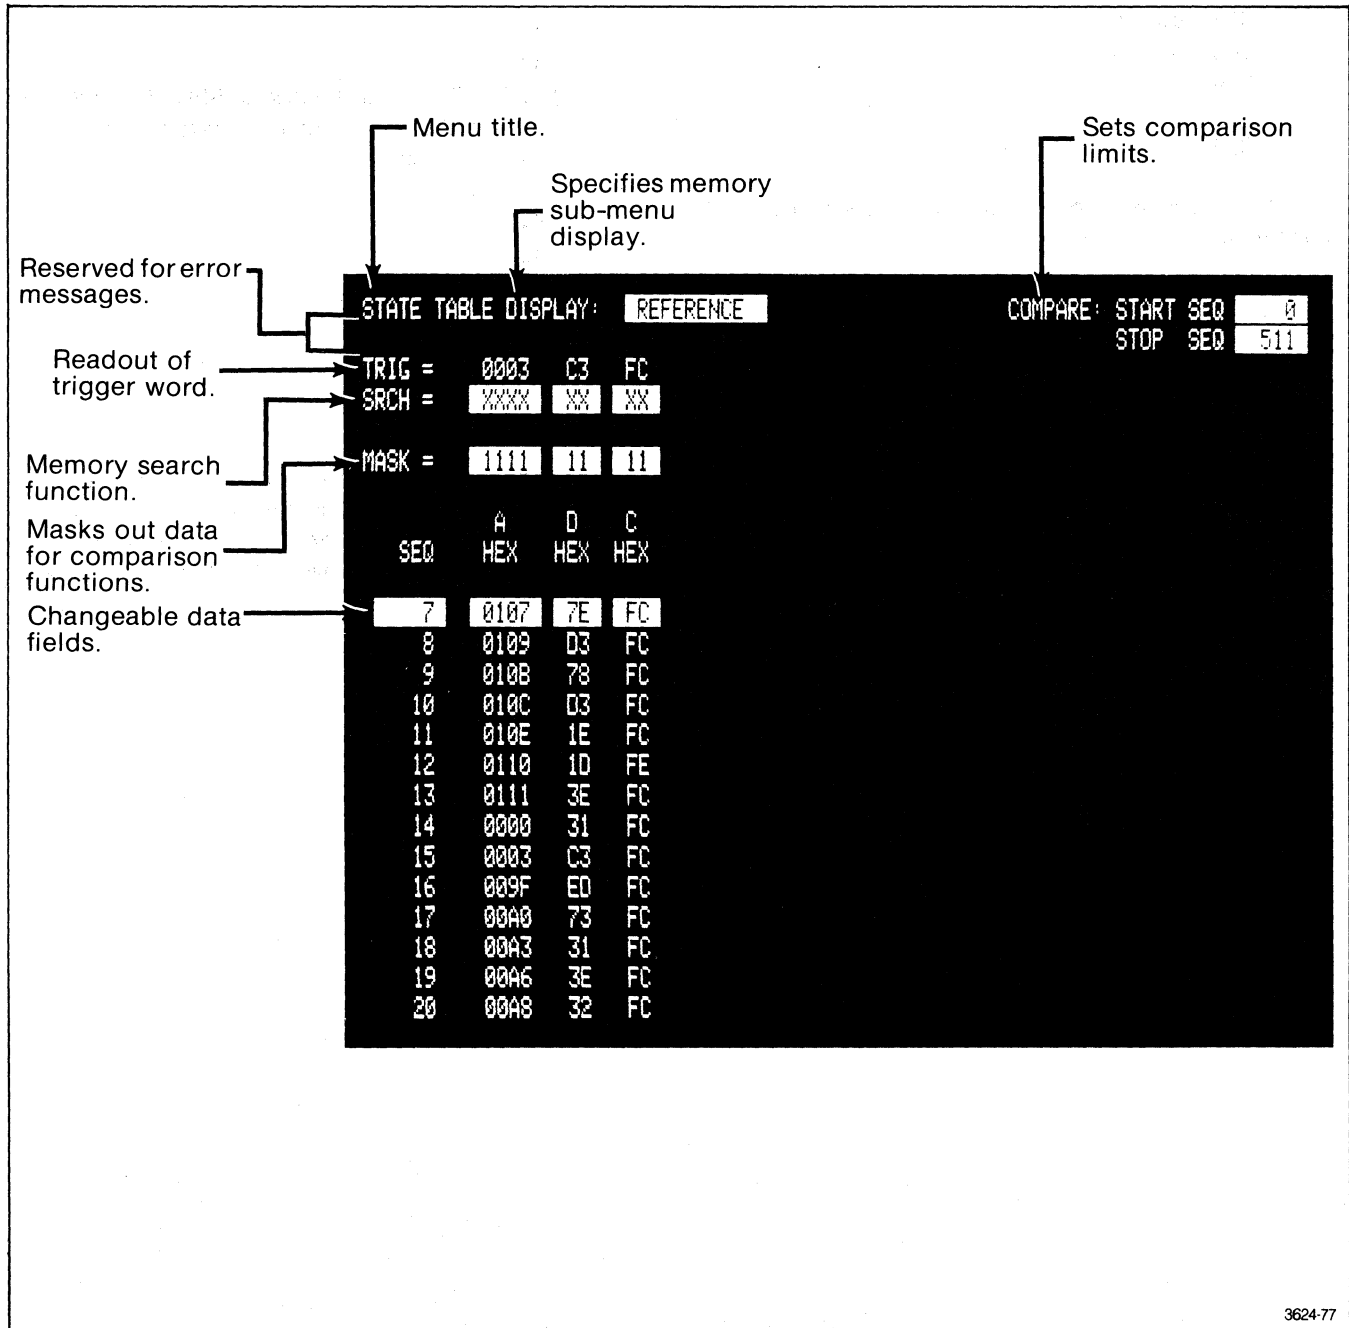 Menu title.
Sets comparison
limits.
Specifies memory
sub-menu
display.
Reserved for error
messages.
Readout of
trigger word.
Memory search
function.
Masks out data
for comparison
functions.
Changeable data
fields.
STATE TABLE DISPLAY: REFERENCE COMPARE: START SEQ 0
STOP SEQ 511
TRIG = 0003 C3 FC
SRCH = XXXX XX XX
MASK = 1111 11 11
A D C
SEQ HEX HEX HEX
7 0107 7E FC
8 0109 D3 FC
9 010B 78 FC
10 010C D3 FC
11 010E 1E FC
12 0110 1D FE
13 0111 3E FC
14 0000 31 FC
15 0003 C3 FC
16 009F ED FC
17 00A0 73 FC
18 00A3 31 FC
19 00A6 3E FC
20 00A8 32 FC
3624-77